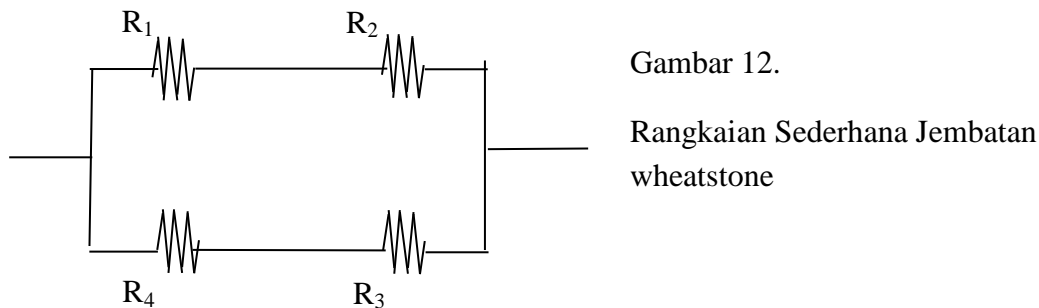 R₁
R₂
Gambar 12.
Rangkaian Sederhana Jembatan
wheatstone
R₄
R₃